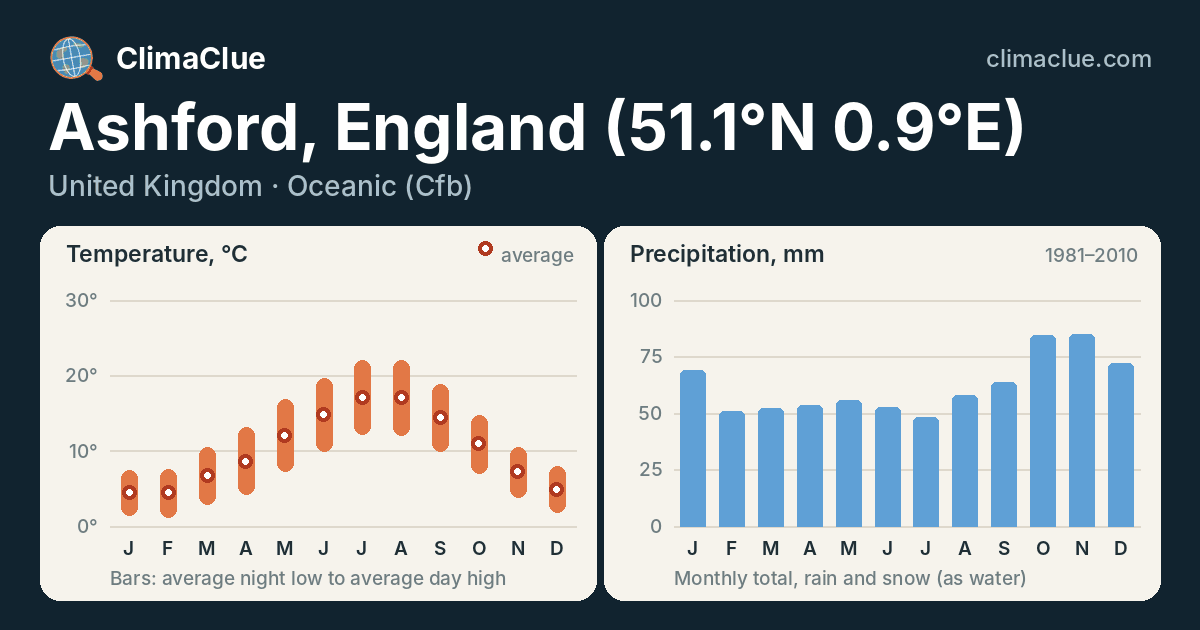 ClimaClue
climaclue.com
Ashford, England (51.1°N 0.9°E)
United Kingdom · Oceanic (Cfb)
Temperature, °C
average
30°
20°
10°
0°
J F M A M J J A S O N D
Bars: average night low to average day high
Precipitation, mm
1981–2010
100
75
50
25
0
J F M A M J J A S O N D
Monthly total, rain and snow (as water)